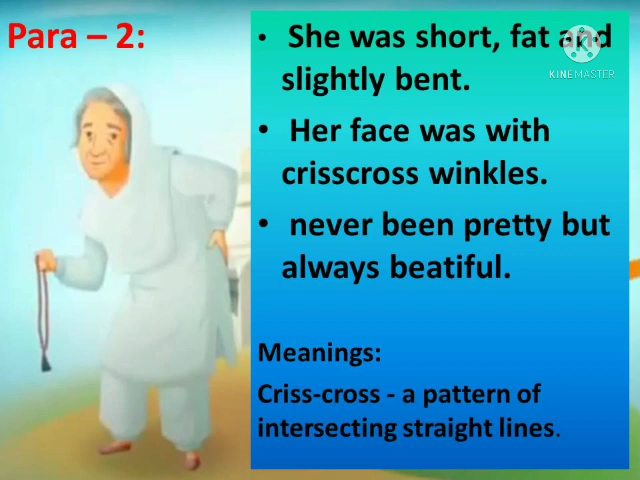 Para – 2:
• She was short, fat and
slightly bent.
• Her face was with
crisscross winkles.
• never been pretty but
always beatiful.
Meanings:
Criss-cross - a pattern of
intersecting straight lines.
KINEMASTER